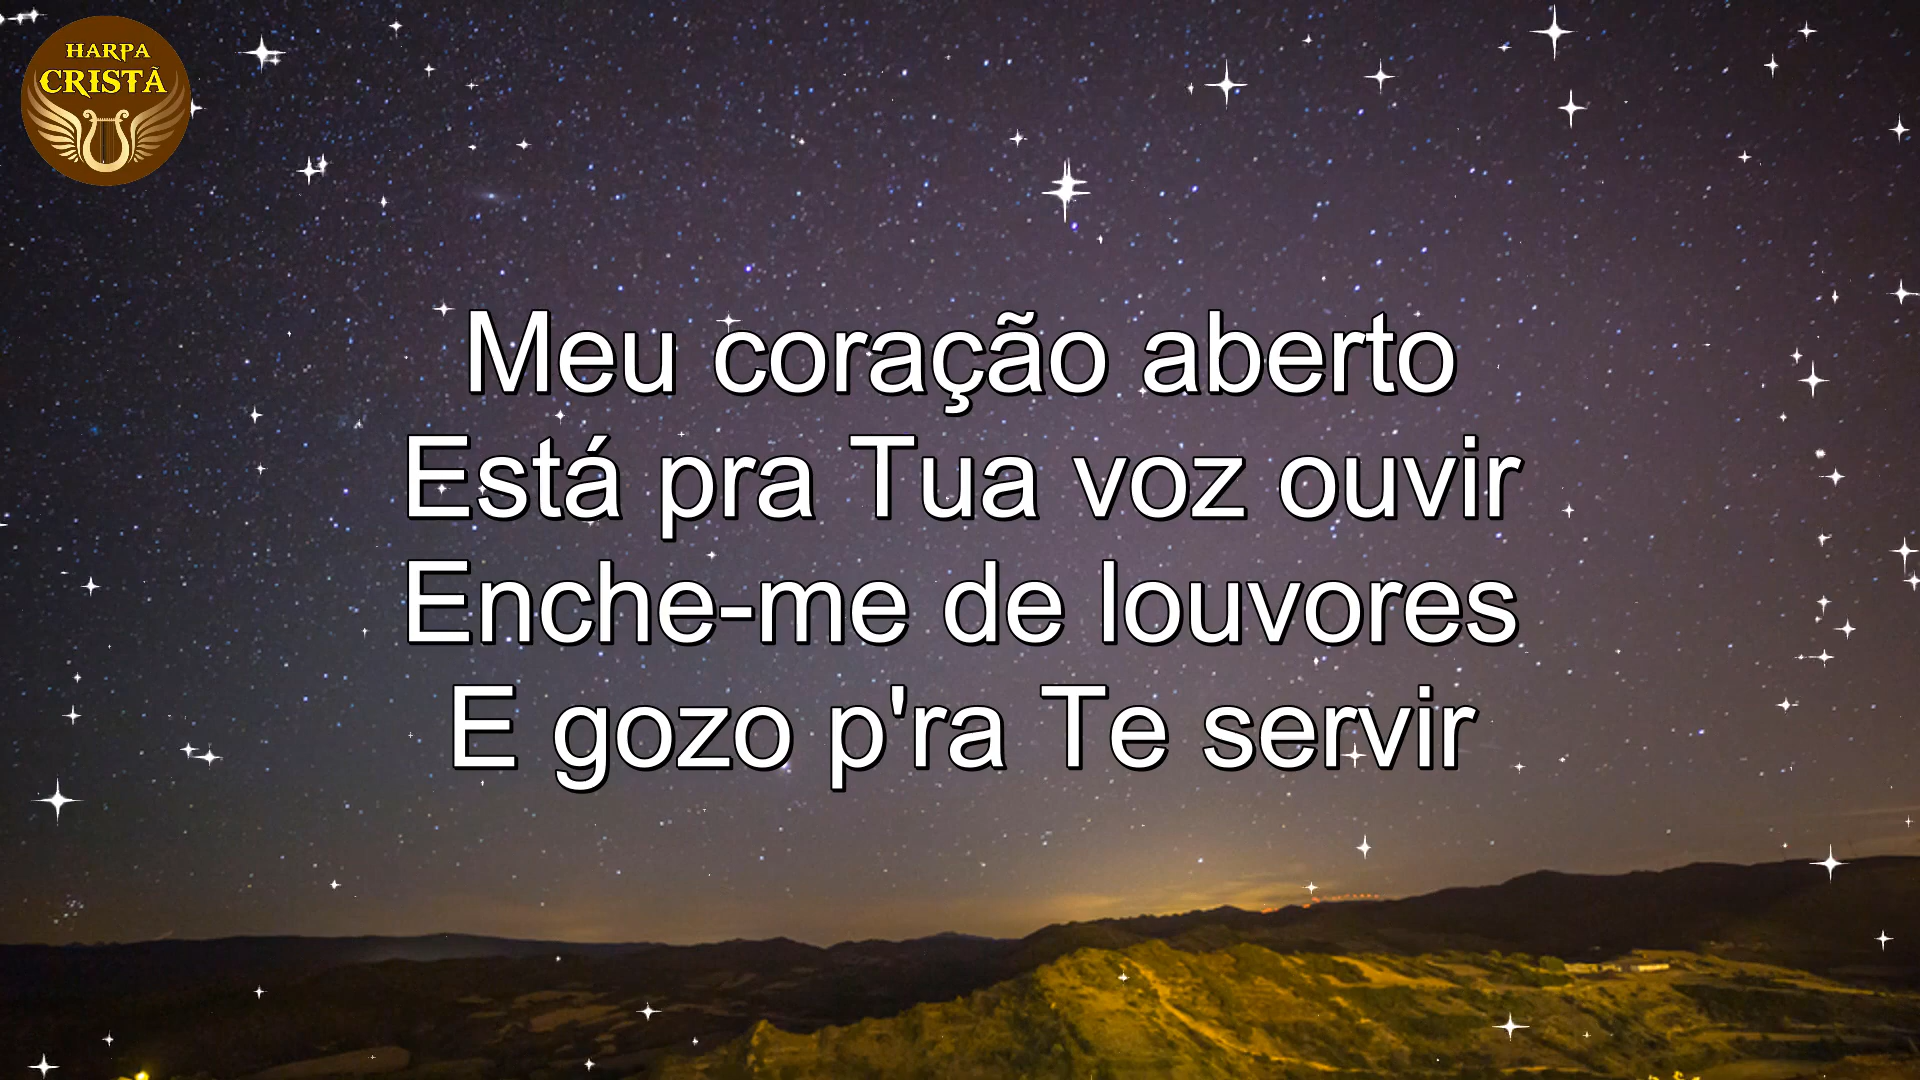 HARPA
CRISTÃ
Meu coração aberto
Está pra Tua voz ouvir
Enche-me de louvores
E gozo p'ra Te servir